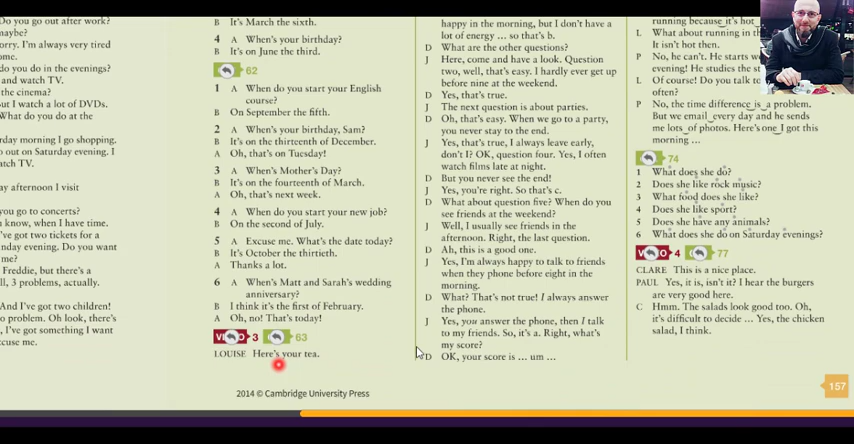 Do you go out after work?
maybe?
orry. I'm always very tired
ome.
do you do in the evenings?
and watch TV.
the cinema?
But I watch a lot of DVDs.
What do you do at the
rday morning I go shopping.
o out on Saturday evening. I
atch TV.
ay afternoon I visit
you go to concerts?
know, when I have time.
've got two tickets for a
nday evening. Do you want
me?
Freddie, but there's a
ll, 3 problems, actually.
And I've got two children!
o problem. Oh look, there's
, I've got something I want
cuse me.
B It's March the sixth.
4 A When's your birthday?
B It's on June the third.
62
1 A When do you start your English
course?
B On September the fifth.
2 A When's your birthday, Sam?
B It's on the thirteenth of December.
A Oh, that's on Tuesday!
3 A When's Mother's Day?
B It's on the fourteenth of March.
A Oh, that's next week.
4 A When do you start your new job?
B On the second of July.
5 A Excuse me. What's the date today?
B It's October the thirtieth.
A Thanks a lot.
6 A When's Matt and Sarah's wedding
anniversary?
B I think it's the first of February.
A Oh, no! That's today!
3 63
LOUISE Here's your tea.
happy in the morning, but I don't have a
lot of energy ... so that's b.
D What are the other questions?
J Here, come and have a look. Question
two, well, that's easy. I hardly ever get up
before nine at the weekend.
D Yes, that's true.
J The next question is about parties.
D Oh, that's easy. When we go to a party,
you never stay to the end.
J Yes, that's true, I always leave early,
don't I? OK, question four. Yes, I often
watch films late at night.
D But you never see the end!
J Yes, you're right. So that's c.
D What about question five? When do you
see friends at the weekend?
J Well, I usually see friends in the
afternoon. Right, the last question.
D Ah, this is a good one.
J Yes, I'm always happy to talk to friends
when they phone before eight in the
morning.
D What? That's not true! I always answer
the phone.
J Yes, you answer the phone, then I talk
to my friends. So, it's a. Right, what's
my score?
D OK, your score is ... um ...
running because it's hot
L What about running in th
It isn't hot then.
P No, he can't. He starts w
evening! He studies the st
L Of course! Do you talk to
often?
P No, the time difference is a problem.
But we email every day and he sends
me lots of photos. Here's one I got this
morning ...
74
1 What does she do?
2 Does she like rock music?
3 What food does she like?
4 Does she like sport?
5 Does she have any animals?
6 What does she do on Saturday evenings?
4 77
CLARE This is a nice place.
PAUL Yes, it is, isn't it? I hear the burgers
are very good here.
C Hmm. The salads look good too. Oh,
it's difficult to decide ... Yes, the chicken
salad, I think.
157
2014 © Cambridge University Press